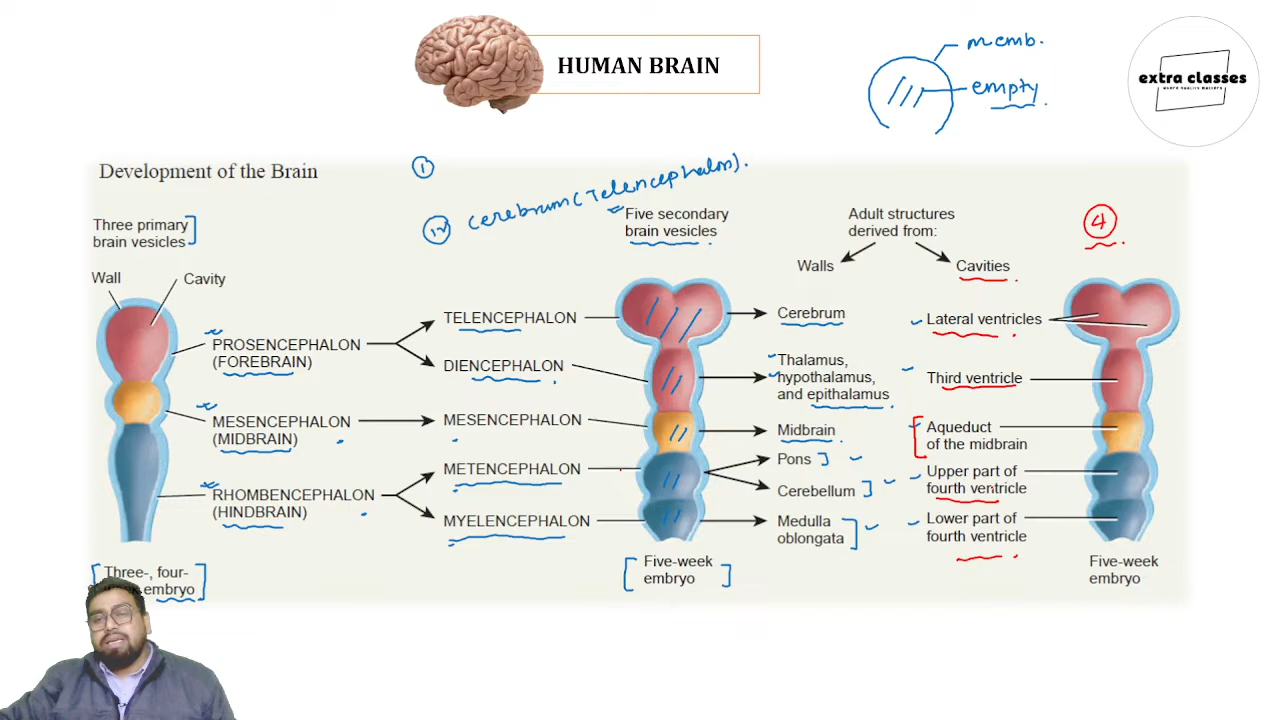 HUMAN BRAIN
memb.
empty
extra classes
Development of the Brain
①
ⅳ cerebrum (Telencephalon).
Three primary
brain vesicles
Wall
Cavity
PROSENCEPHALON
(FOREBRAIN)
MESENCEPHALON
(MIDBRAIN)
RHOMBENCEPHALON
(HINDBRAIN)
Three-, four-
embryo
TELENCEPHALON
DIENCEPHALON
MESENCEPHALON
METENCEPHALON
MYELENCEPHALON
Five secondary
brain vesicles
Five-week
embryo
Adult structures
derived from:
Walls
Cavities
Cerebrum
Thalamus,
hypothalamus,
and epithalamus
Midbrain
Pons
Cerebellum
Medulla
oblongata
Lateral ventricles
Third ventricle
Aqueduct
of the midbrain
Upper part of
fourth ventricle
Lower part of
fourth ventricle
4
Five-week
embryo